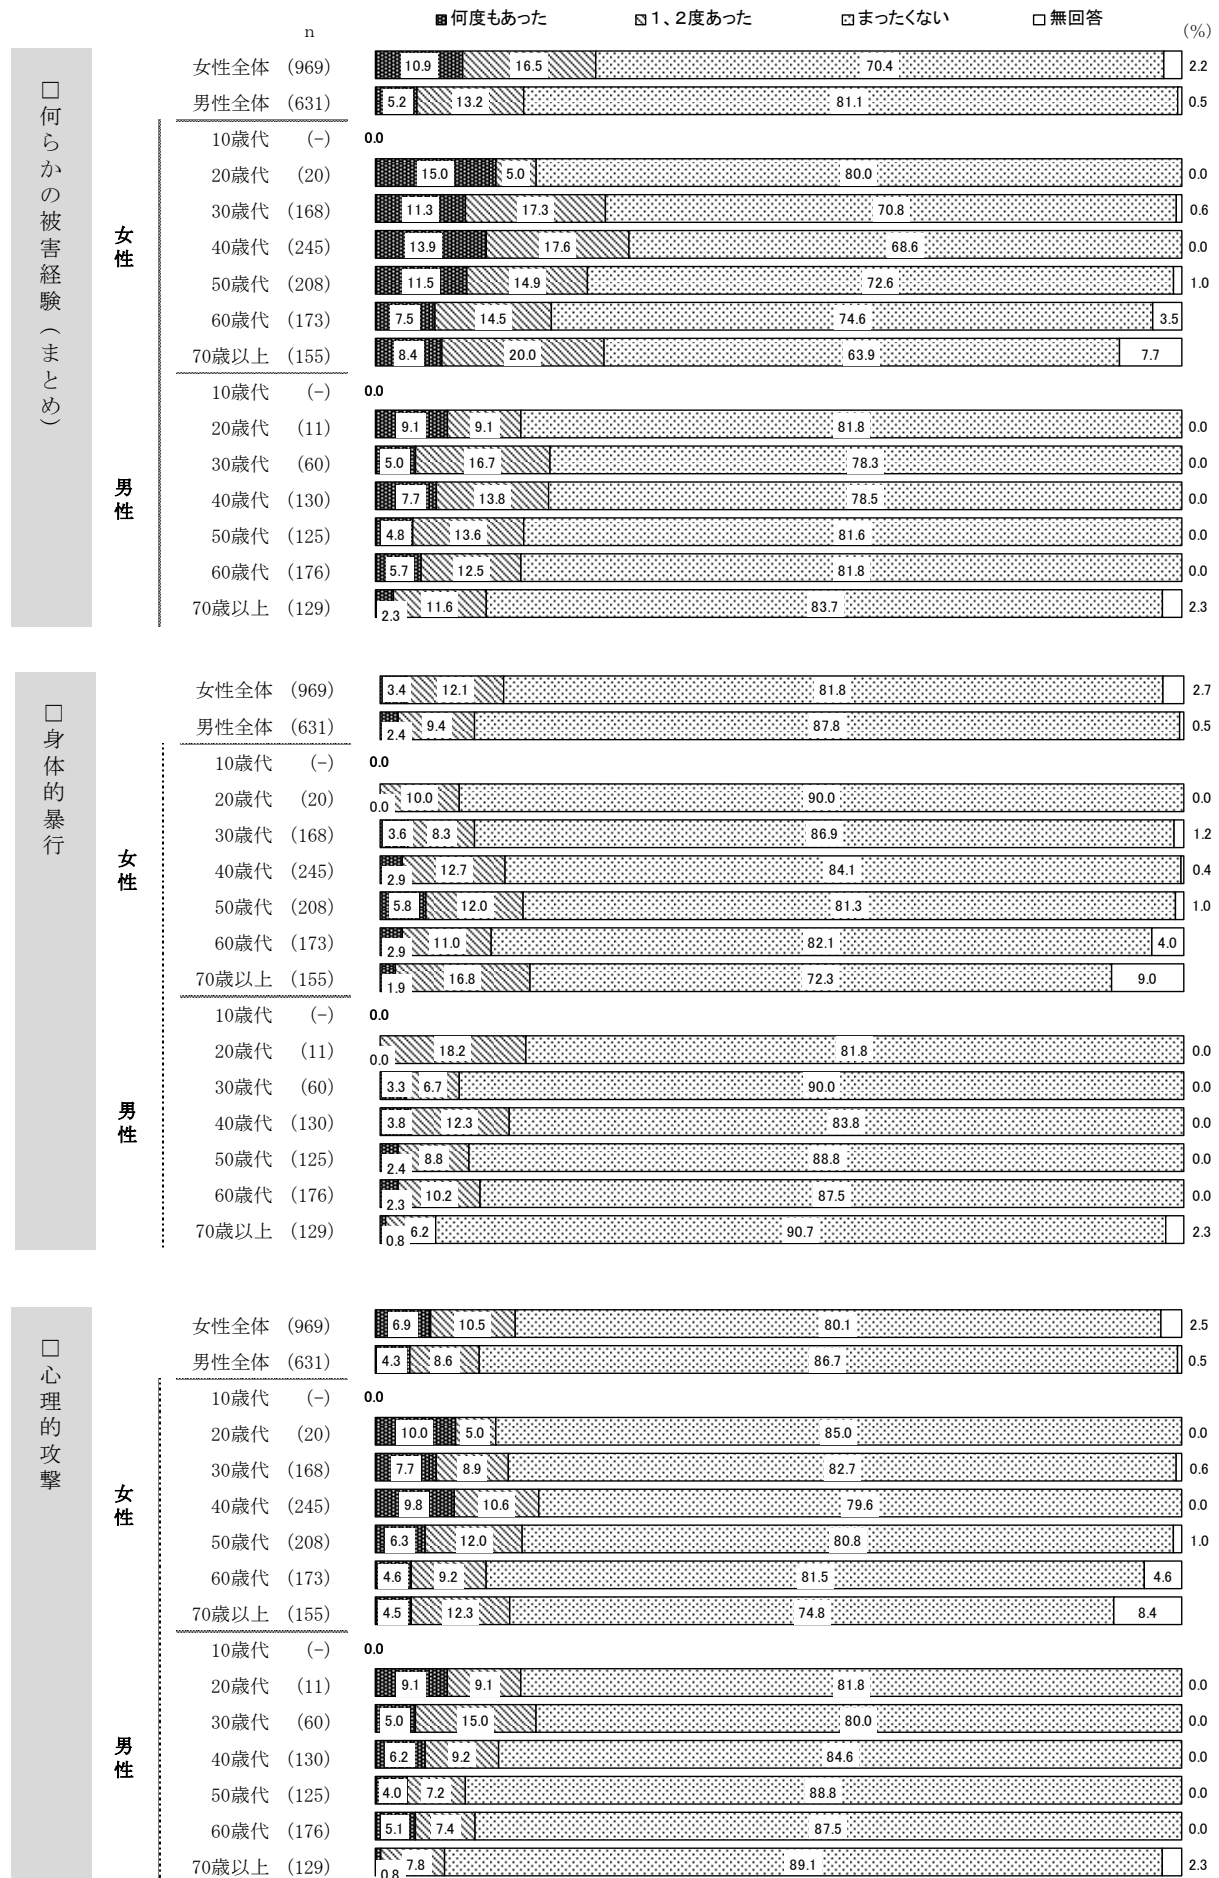 ■何度もあった □１、２度あった □まったくない □無回答
n (%)
□何らかの被害経験（まとめ）
女性全体 (969) 10.9 16.5 70.4 2.2
男性全体 (631) 5.2 13.2 81.1 0.5
女性
10歳代 (-) 0.0
20歳代 (20) 15.0 5.0 80.0 0.0
30歳代 (168) 11.3 17.3 70.8 0.6
40歳代 (245) 13.9 17.6 68.6 0.0
50歳代 (208) 11.5 14.9 72.6 1.0
60歳代 (173) 7.5 14.5 74.6 3.5
70歳以上 (155) 8.4 20.0 63.9 7.7
男性
10歳代 (-) 0.0
20歳代 (11) 9.1 9.1 81.8 0.0
30歳代 (60) 5.0 16.7 78.3 0.0
40歳代 (130) 7.7 13.8 78.5 0.0
50歳代 (125) 4.8 13.6 81.6 0.0
60歳代 (176) 5.7 12.5 81.8 0.0
70歳以上 (129) 2.3 11.6 83.7 2.3
□身体的暴行
女性全体 (969) 3.4 12.1 81.8 2.7
男性全体 (631) 2.4 9.4 87.8 0.5
女性
10歳代 (-) 0.0
20歳代 (20) 0.0 10.0 90.0 0.0
30歳代 (168) 3.6 8.3 86.9 1.2
40歳代 (245) 2.9 12.7 84.1 0.4
50歳代 (208) 5.8 12.0 81.3 1.0
60歳代 (173) 2.9 11.0 82.1 4.0
70歳以上 (155) 1.9 16.8 72.3 9.0
男性
10歳代 (-) 0.0
20歳代 (11) 0.0 18.2 81.8 0.0
30歳代 (60) 3.3 6.7 90.0 0.0
40歳代 (130) 3.8 12.3 83.8 0.0
50歳代 (125) 2.4 8.8 88.8 0.0
60歳代 (176) 2.3 10.2 87.5 0.0
70歳以上 (129) 0.8 6.2 90.7 2.3
□心理的攻撃
女性全体 (969) 6.9 10.5 80.1 2.5
男性全体 (631) 4.3 8.6 86.7 0.5
女性
10歳代 (-) 0.0
20歳代 (20) 10.0 5.0 85.0 0.0
30歳代 (168) 7.7 8.9 82.7 0.6
40歳代 (245) 9.8 10.6 79.6 0.0
50歳代 (208) 6.3 12.0 80.8 1.0
60歳代 (173) 4.6 9.2 81.5 4.6
70歳以上 (155) 4.5 12.3 74.8 8.4
男性
10歳代 (-) 0.0
20歳代 (11) 9.1 9.1 81.8 0.0
30歳代 (60) 5.0 15.0 80.0 0.0
40歳代 (130) 6.2 9.2 84.6 0.0
50歳代 (125) 4.0 7.2 88.8 0.0
60歳代 (176) 5.1 7.4 87.5 0.0
70歳以上 (129) 0.8 7.8 89.1 2.3